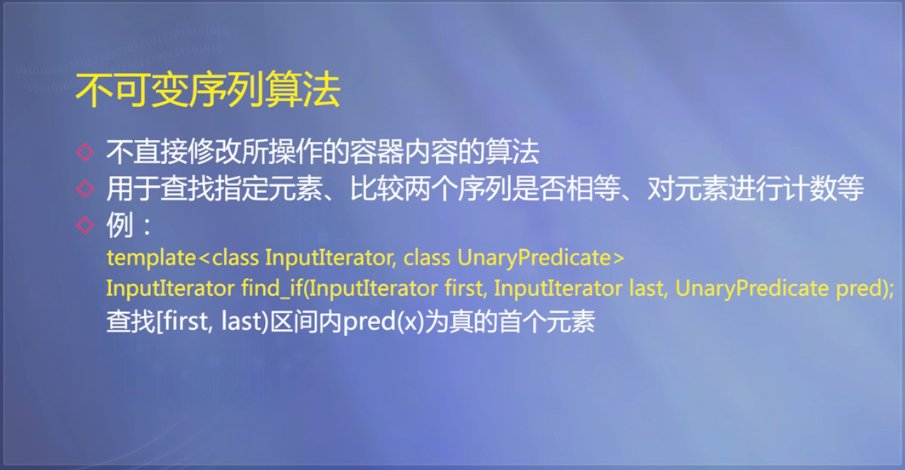 不可变序列算法
不直接修改所操作的容器内容的算法
用于查找指定元素、比较两个序列是否相等、对元素进行计数等
例：
template<class InputIterator, class UnaryPredicate>
InputIterator find_if(InputIterator first, InputIterator last, UnaryPredicate pred);
查找[first, last)区间内pred(x)为真的首个元素